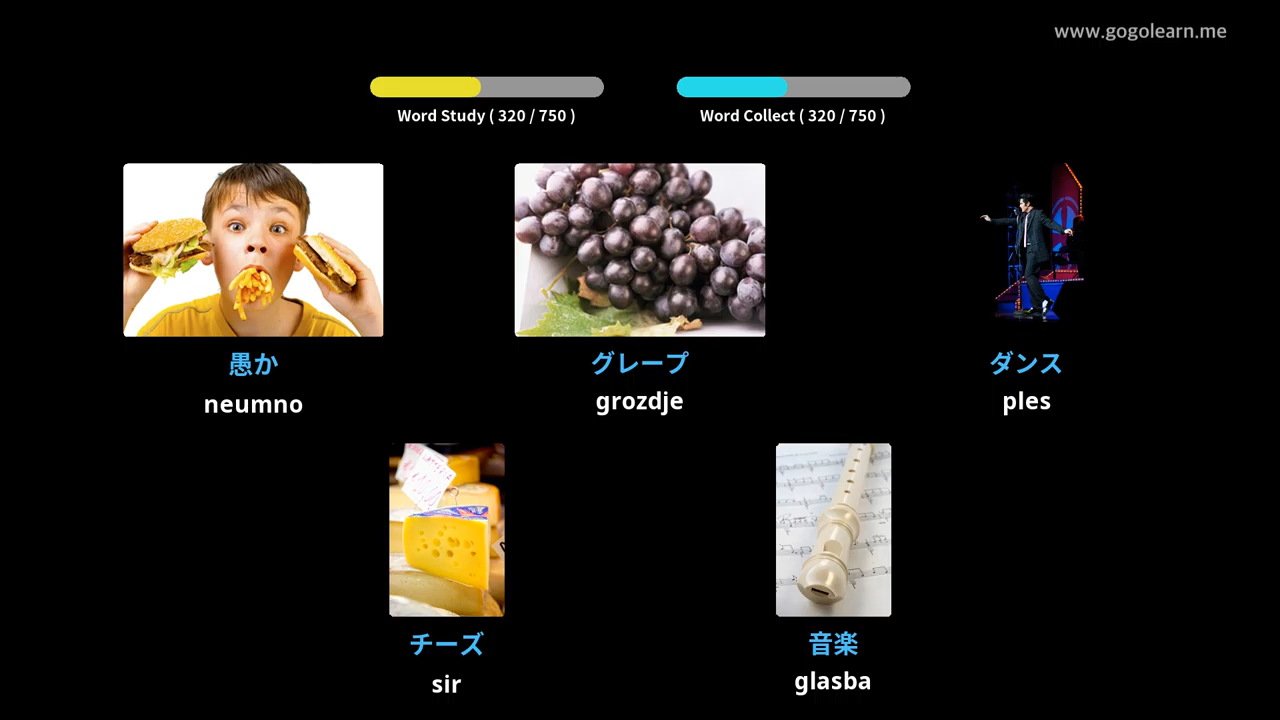 www.gogolearn.me
Word Study ( 320 / 750 )
Word Collect ( 320 / 750 )
愚か
グレープ
ダンス
neumno
grozdje
ples
チーズ
音楽
sir
glasba